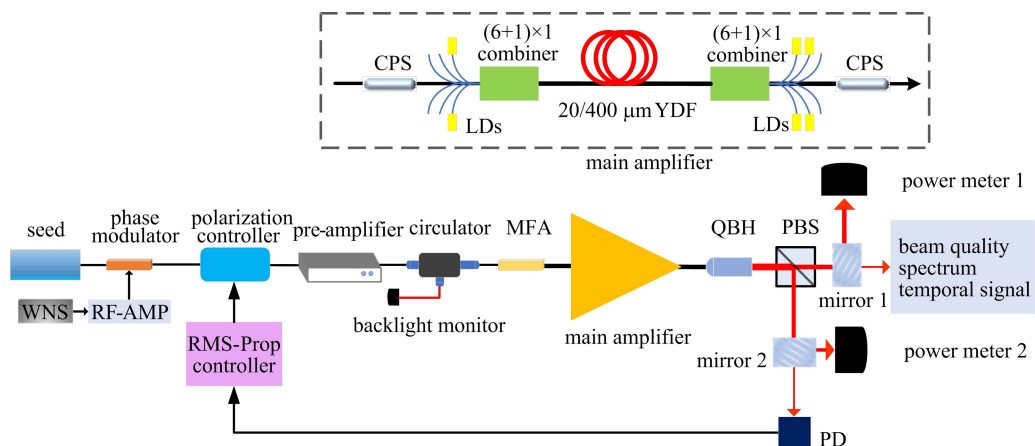 (6+1)×1
combiner
(6+1)×1
combiner
CPS
CPS
LDs
20/400 μm YDF
LDs
main amplifier
power meter 1
seed
phase
modulator
polarization
controller
pre-amplifier
circulator
MFA
QBH
PBS
beam quality
spectrum
temporal signal
WNS
RF-AMP
backlight monitor
main amplifier
mirror 1
RMS-Prop
controller
mirror 2
power meter 2
PD